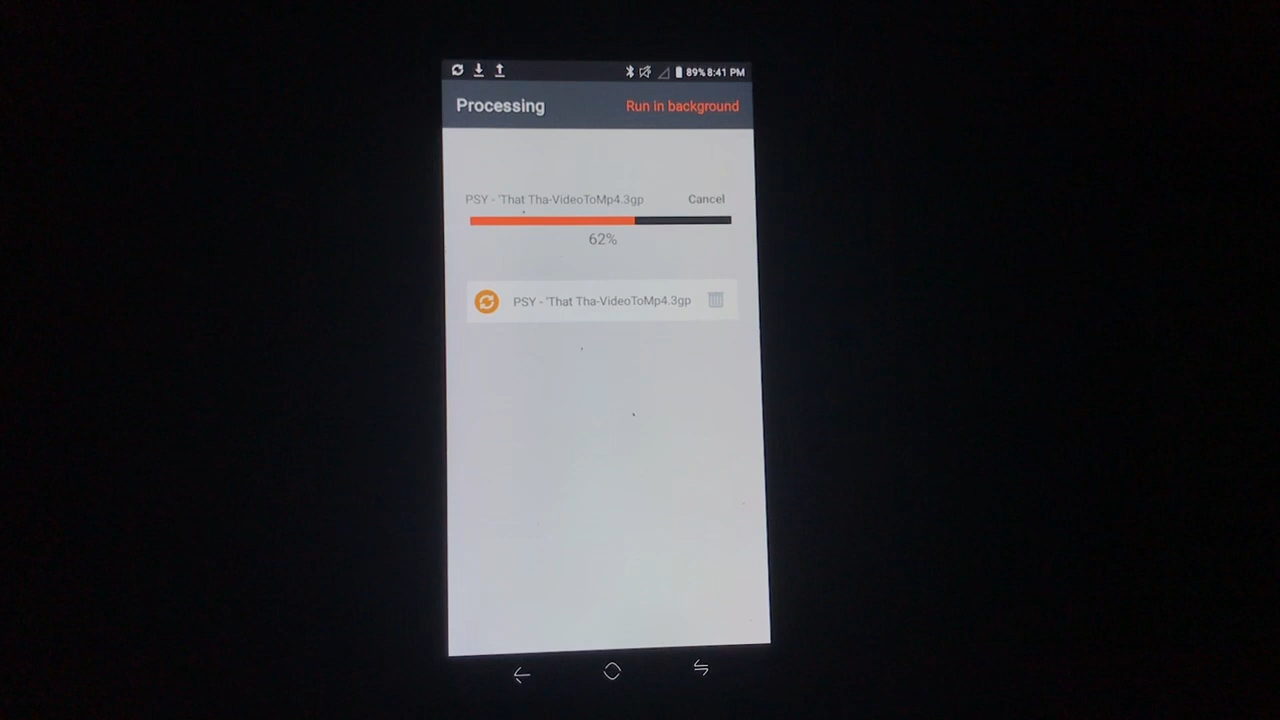 89% 8:41 PM
Processing Run in background
PSY - 'That Tha-VideoToMp4.3gp Cancel
62%
PSY - 'That Tha-VideoToMp4.3gp